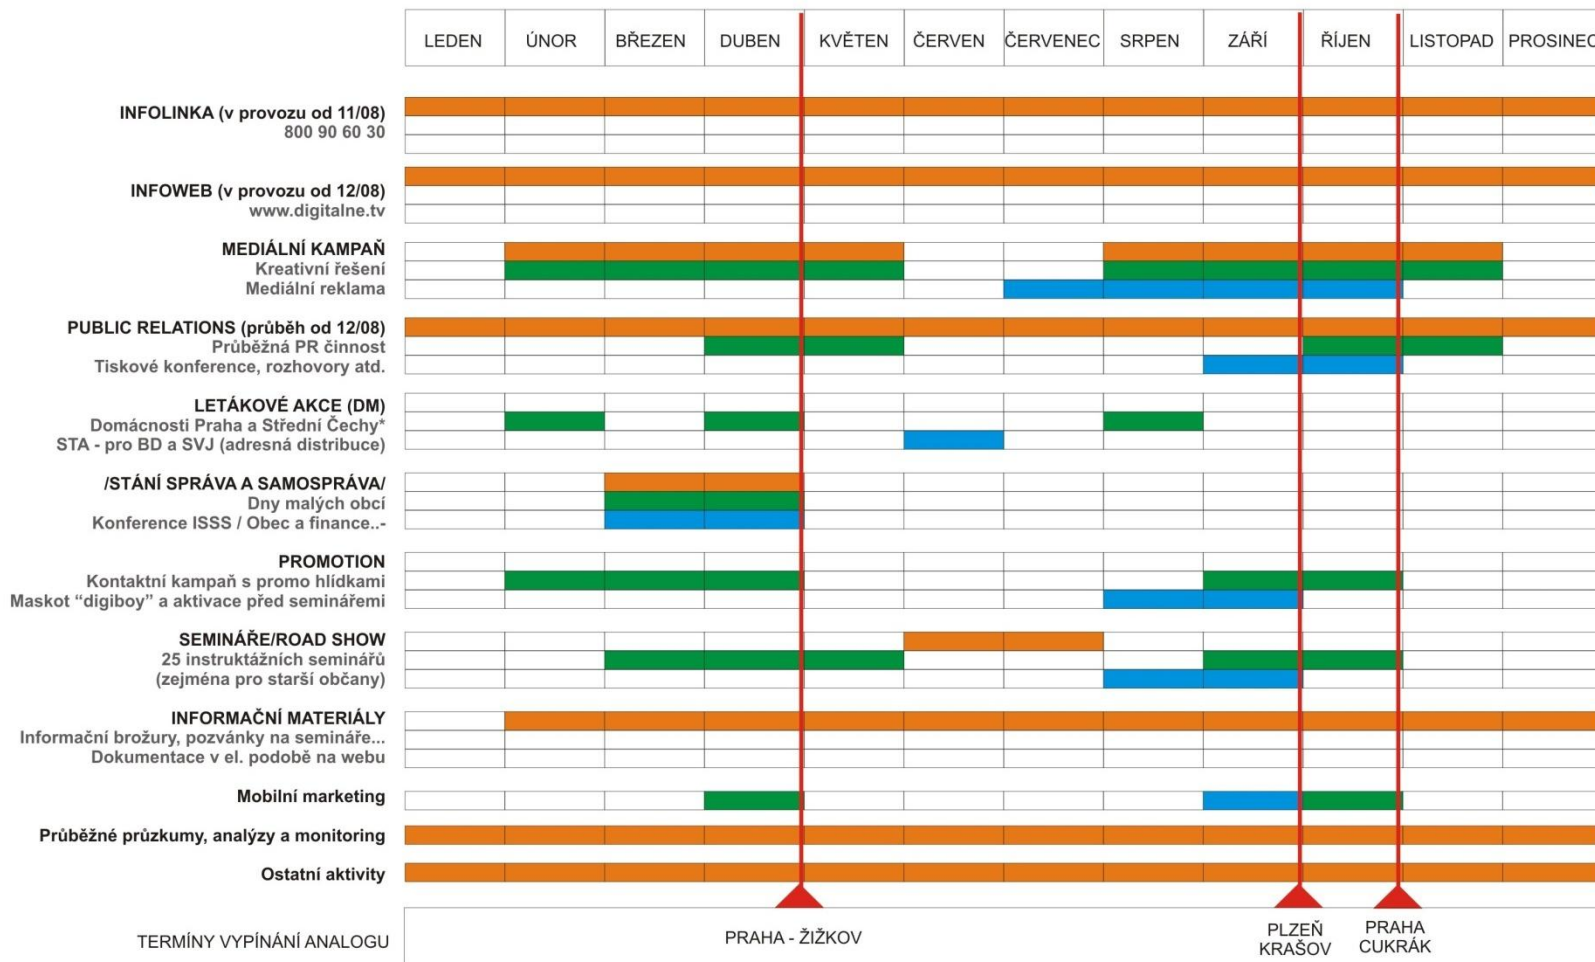 LEDEN ÚNOR BŘEZEN DUBEN KVĚTEN ČERVEN ČERVENEC SRPEN ZÁŘÍ ŘÍJEN LISTOPAD PROSINEC
INFOLINKA (v provozu od 11/08)
800 90 60 30
INFOWEB (v provozu od 12/08)
www.digitalne.tv
MEDIÁLNÍ KAMPAŇ
Kreativní řešení
Mediální reklama
PUBLIC RELATIONS (průběh od 12/08)
Průběžná PR činnost
Tiskové konference, rozhovory atd.
LETÁKOVÉ AKCE (DM)
Domácnosti Praha a Střední Čechy*
STA - pro BD a SVJ (adresná distribuce)
/STÁNÍ SPRÁVA A SAMOSPRÁVA/
Dny malých obcí
Konference ISSS / Obec a finance..-
PROMOTION
Kontaktní kampaň s promo hlídkami
Maskot “digiboy” a aktivace před seminářemi
SEMINÁŘE/ROAD SHOW
25 instruktážních seminářů
(zejména pro starší občany)
INFORMAČNÍ MATERIÁLY
Informační brožury, pozvánky na semináře...
Dokumentace v el. podobě na webu
Mobilní marketing
Průběžné průzkumy, analýzy a monitoring
Ostatní aktivity
TERMÍNY VYPÍNÁNÍ ANALOGU
PRAHA - ŽIŽKOV
PLZEŇ
KRAŠOV
PRAHA
CUKRÁK